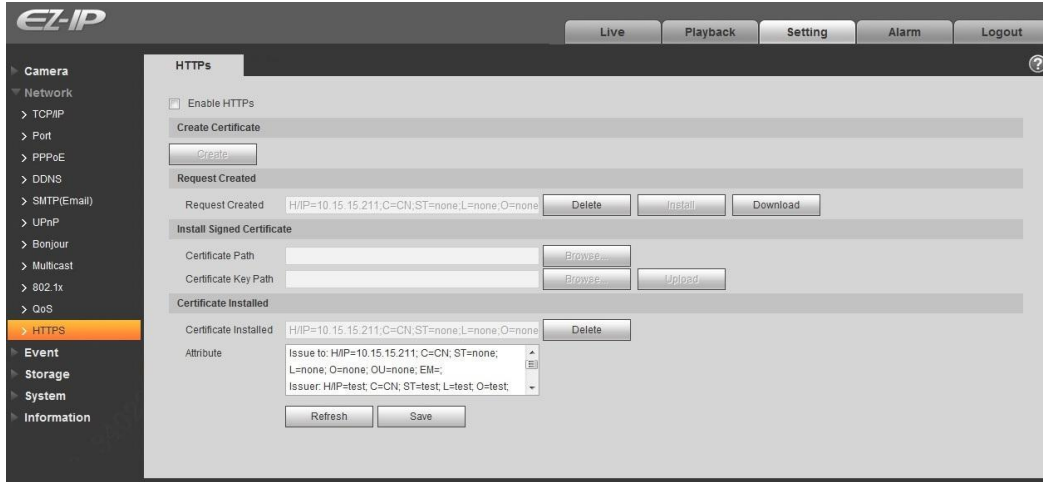 EZ-IP
Live Playback Setting Alarm Logout
Camera
Network
> TCP/IP
> Port
> PPPoE
> DDNS
> SMTP(Email)
> UPnP
> Bonjour
> Multicast
> 802.1x
> QoS
> HTTPS
Event
Storage
System
Information
HTTPs
?
Enable HTTPs
Create Certificate
Create
Request Created
Request Created H/IP=10.15.15.211;C=CN;ST=none;L=none;O=none Delete Install Download
Install Signed Certificate
Certificate Path Browse...
Certificate Key Path Browse... Upload
Certificate Installed
Certificate Installed H/IP=10.15.15.211;C=CN;ST=none;L=none;O=none Delete
Attribute
Issue to: H/IP=10.15.15.211; C=CN; ST=none;
L=none; O=none; OU=none; EM=;
Issuer: H/IP=test; C=CN; ST=test; L=test; O=test;
Refresh Save